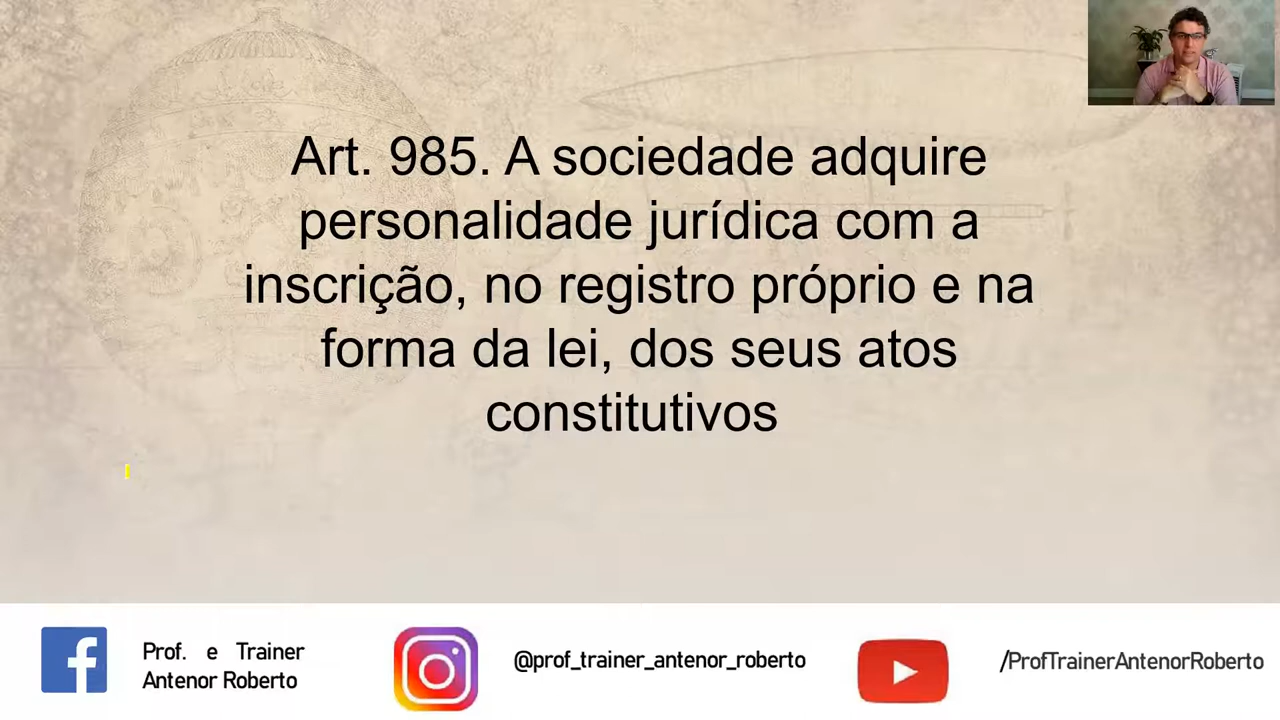 Art. 985. A sociedade adquire
personalidade jurídica com a
inscrição, no registro próprio e na
forma da lei, dos seus atos
constitutivos
Prof. e Trainer
Antenor Roberto
@prof_trainer_antenor_roberto
/ProfTrainerAntenorRoberto